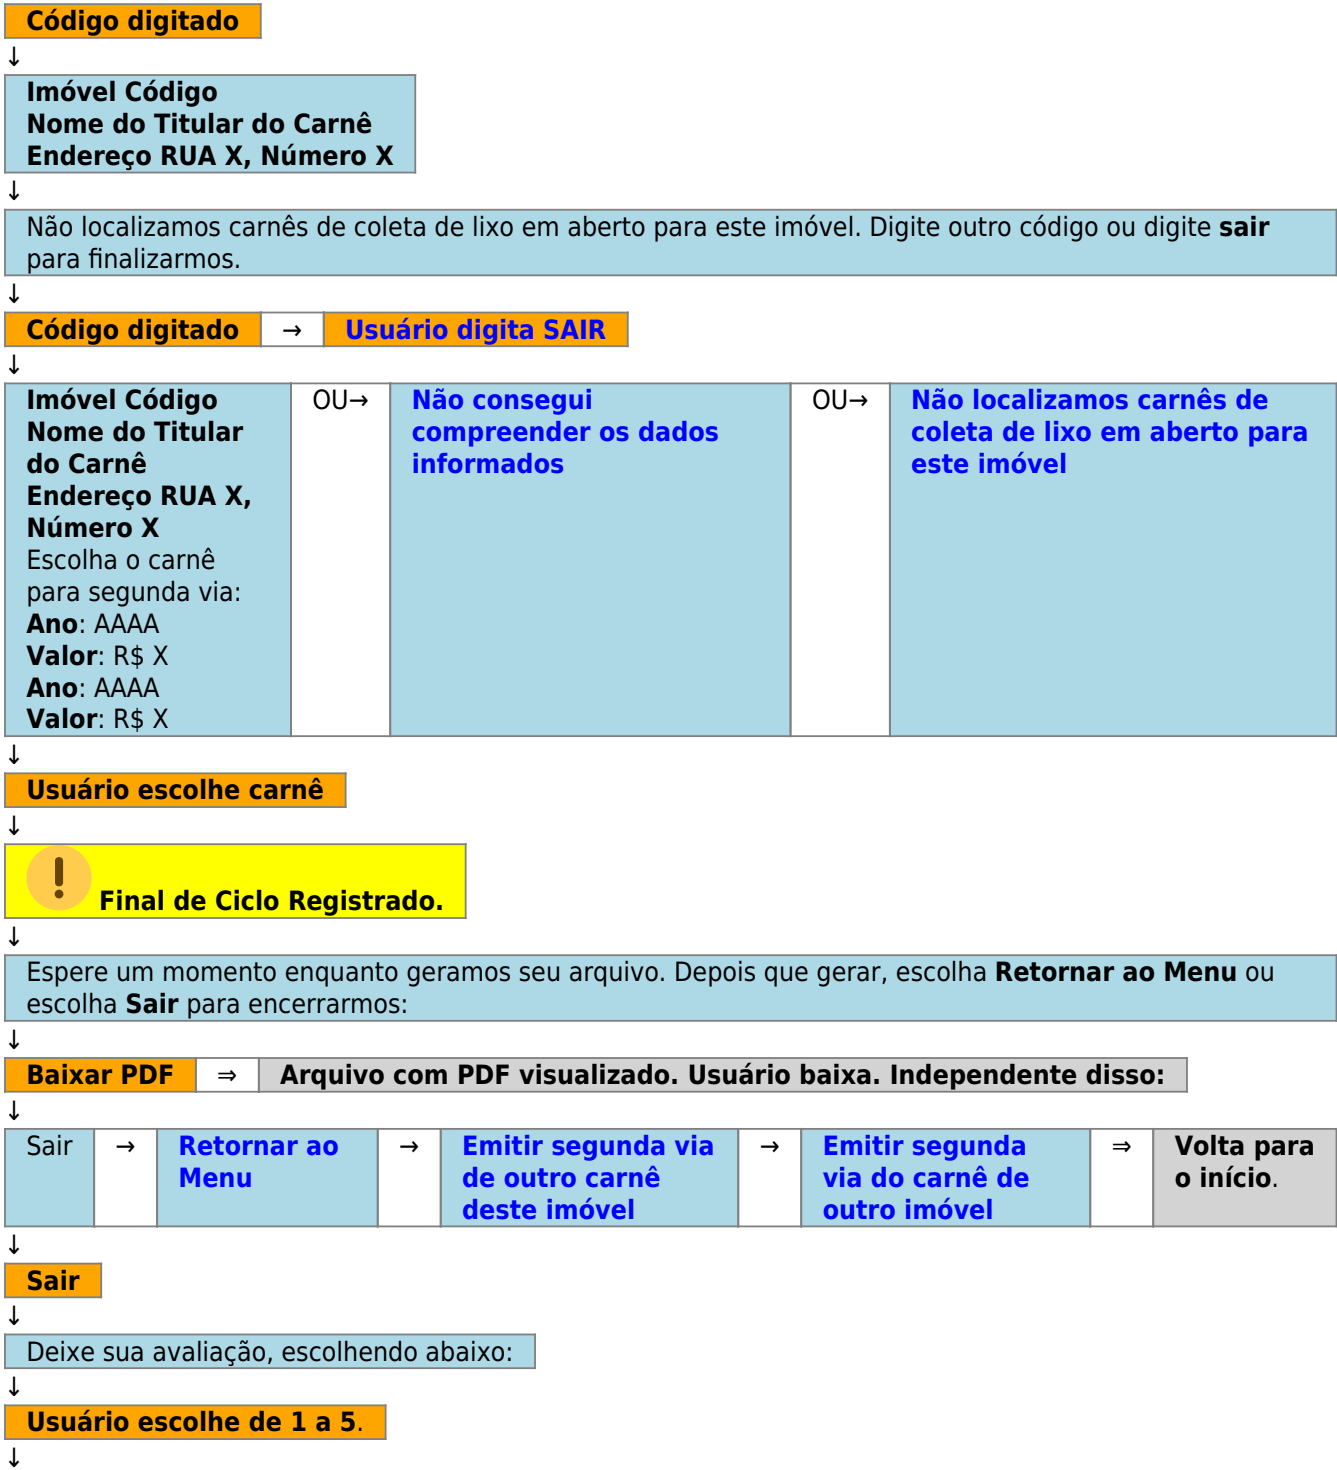 Código digitado
↓
Imóvel Código
Nome do Titular do Carnê
Endereço RUA X, Número X
↓
Não localizamos carnês de coleta de lixo em aberto para este imóvel. Digite outro código ou digite sair
para finalizarmos.
↓
Código digitado → Usuário digita SAIR
↓
Imóvel Código
Nome do Titular
do Carnê
Endereço RUA X,
Número X
Escolha o carnê
para segunda via:
Ano: AAAA
Valor: R$ X
Ano: AAAA
Valor: R$ X
OU→
Não consegui
compreender os dados
informados
OU→
Não localizamos carnês de
coleta de lixo em aberto para
este imóvel
↓
Usuário escolhe carnê
↓
Final de Ciclo Registrado.
↓
Espere um momento enquanto geramos seu arquivo. Depois que gerar, escolha Retornar ao Menu ou
escolha Sair para encerrarmos:
↓
Baixar PDF ⇒ Arquivo com PDF visualizado. Usuário baixa. Independente disso:
↓
Sair
→
Retornar ao
Menu
→
Emitir segunda via
de outro carnê
deste imóvel
→
Emitir segunda
via do carnê de
outro imóvel
⇒
Volta para
o início.
↓
Sair
↓
Deixe sua avaliação, escolhendo abaixo:
↓
Usuário escolhe de 1 a 5.
↓